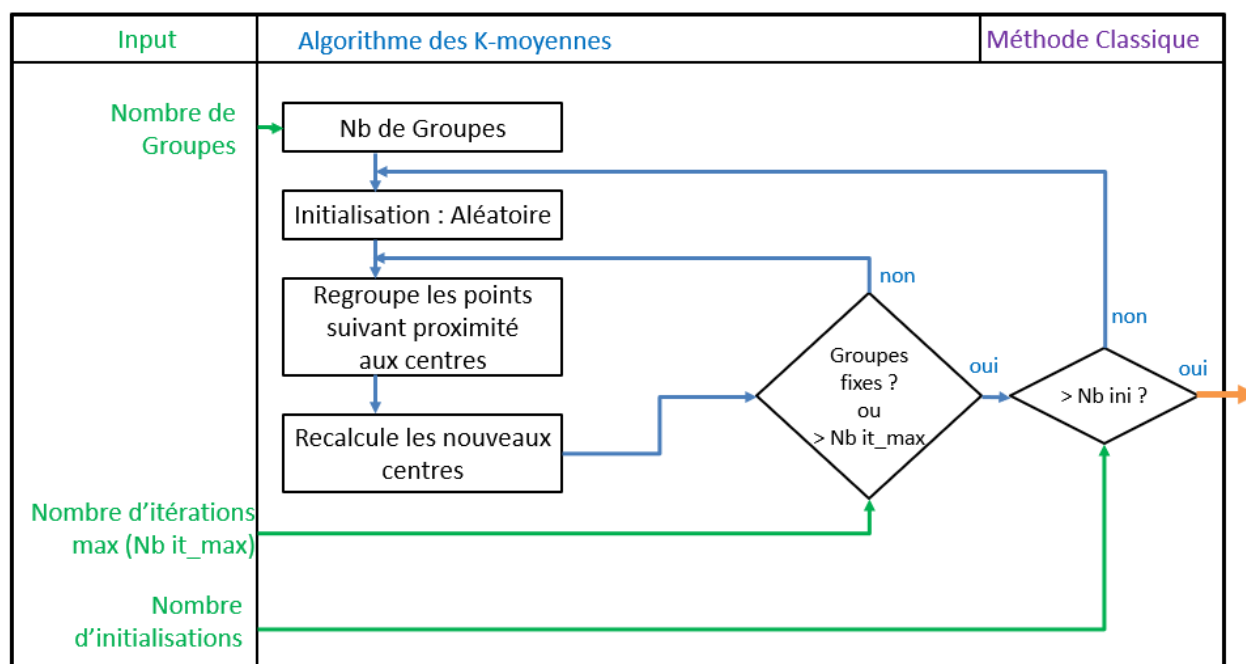 Input
Algorithme des K-moyennes
Méthode Classique
Nombre de
Groupes
Nb de Groupes
Initialisation : Aléatoire
Regroupe les points
suivant proximité
aux centres
Recalcule les nouveaux
centres
non
Groupes
fixes ?
ou
> Nb it_max
oui
non
> Nb ini ?
oui
Nombre d’itérations
max (Nb it_max)
Nombre
d’initialisations